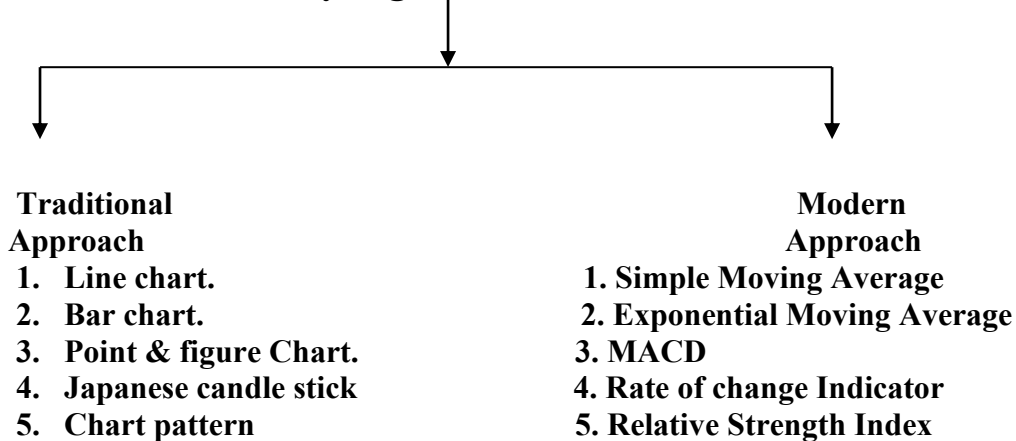 Traditional
Approach
1. Line chart.
2. Bar chart.
3. Point & figure Chart.
4. Japanese candle stick
5. Chart pattern
Modern
Approach
1. Simple Moving Average
2. Exponential Moving Average
3. MACD
4. Rate of change Indicator
5. Relative Strength Index